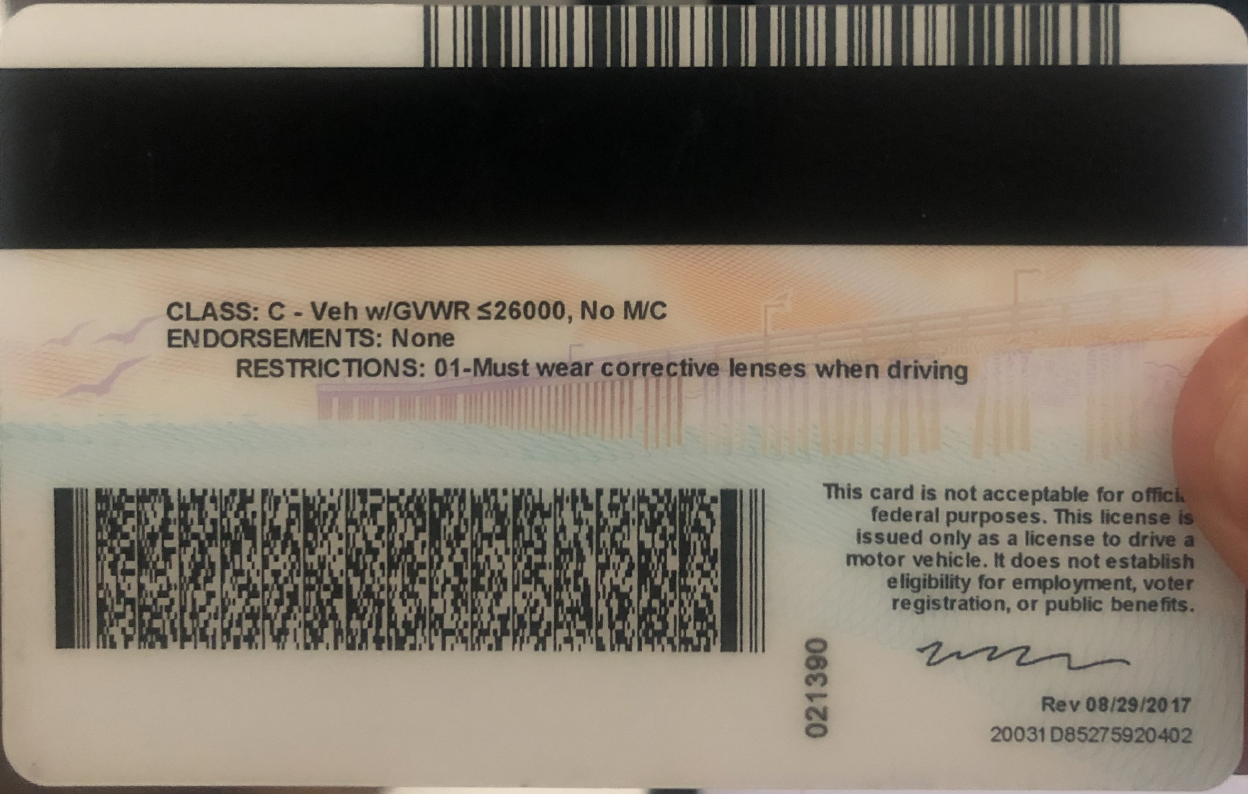 CLASS: C - Veh w/GVWR ≤26000, No M/C
ENDORSEMENTS: None
RESTRICTIONS: 01-Must wear corrective lenses when driving
This card is not acceptable for
federal purposes. This license is
issued only as a license to drive a
motor vehicle. It does not establish
eligibility for employment, voter
registration, or public benefits.
021390
Rev 08/29/2017
20031D85275920402